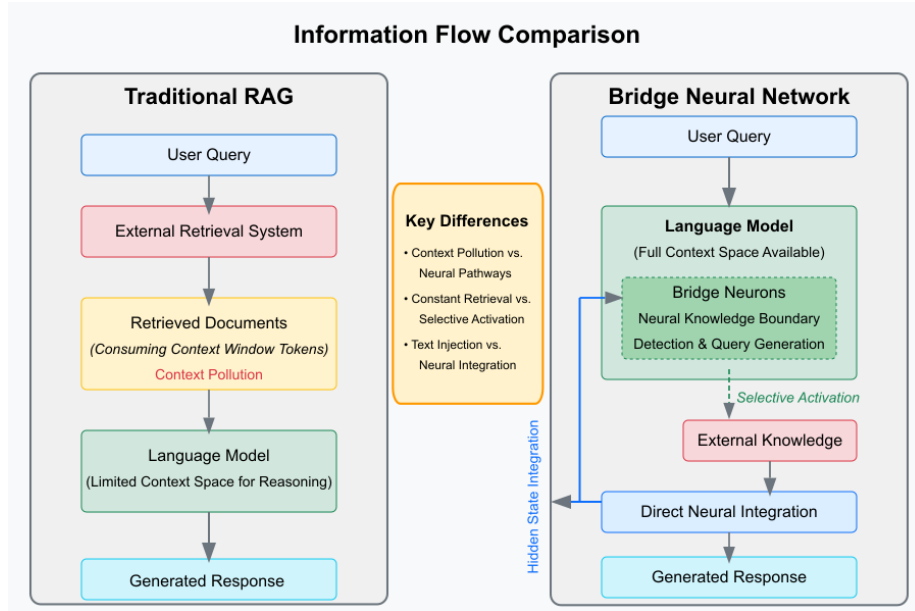 Information Flow Comparison
Traditional RAG
User Query
External Retrieval System
Retrieved Documents
(Consuming Context Window Tokens)
Context Pollution
Language Model
(Limited Context Space for Reasoning)
Generated Response
Key Differences
• Context Pollution vs.
Neural Pathways
• Constant Retrieval vs.
Selective Activation
• Text Injection vs.
Neural Integration
Bridge Neural Network
User Query
Language Model
(Full Context Space Available)
Bridge Neurons
Neural Knowledge Boundary
Detection & Query Generation
Selective Activation
External Knowledge
Hidden State Integration
Direct Neural Integration
Generated Response